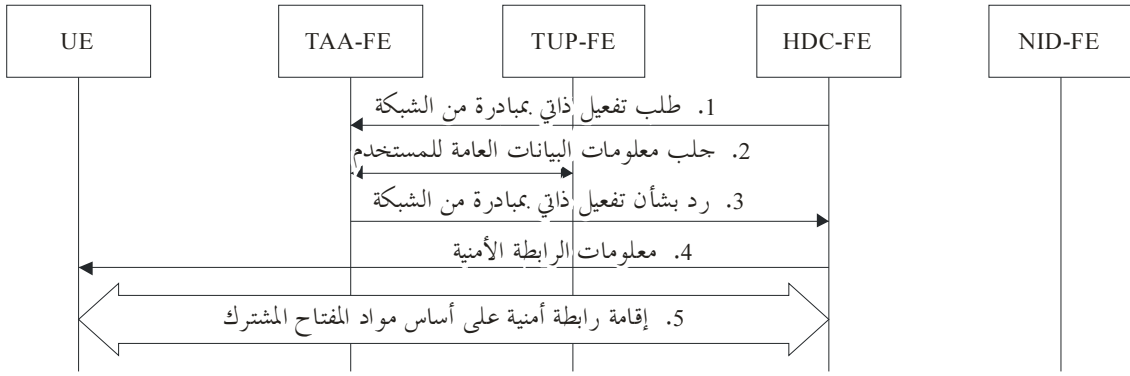 UE
TAA-FE
TUP-FE
HDC-FE
NID-FE
1. طلب تفعيل ذاتي بمبادرة من الشبكة
2. جلب معلومات البيانات العامة للمستخدم
3. رد بشأن تفعيل ذاتي بمبادرة من الشبكة
4. معلومات الرابطة الأمنية
5. إقامة رابطة أمنية على أساس مواد المفتاح المشترك